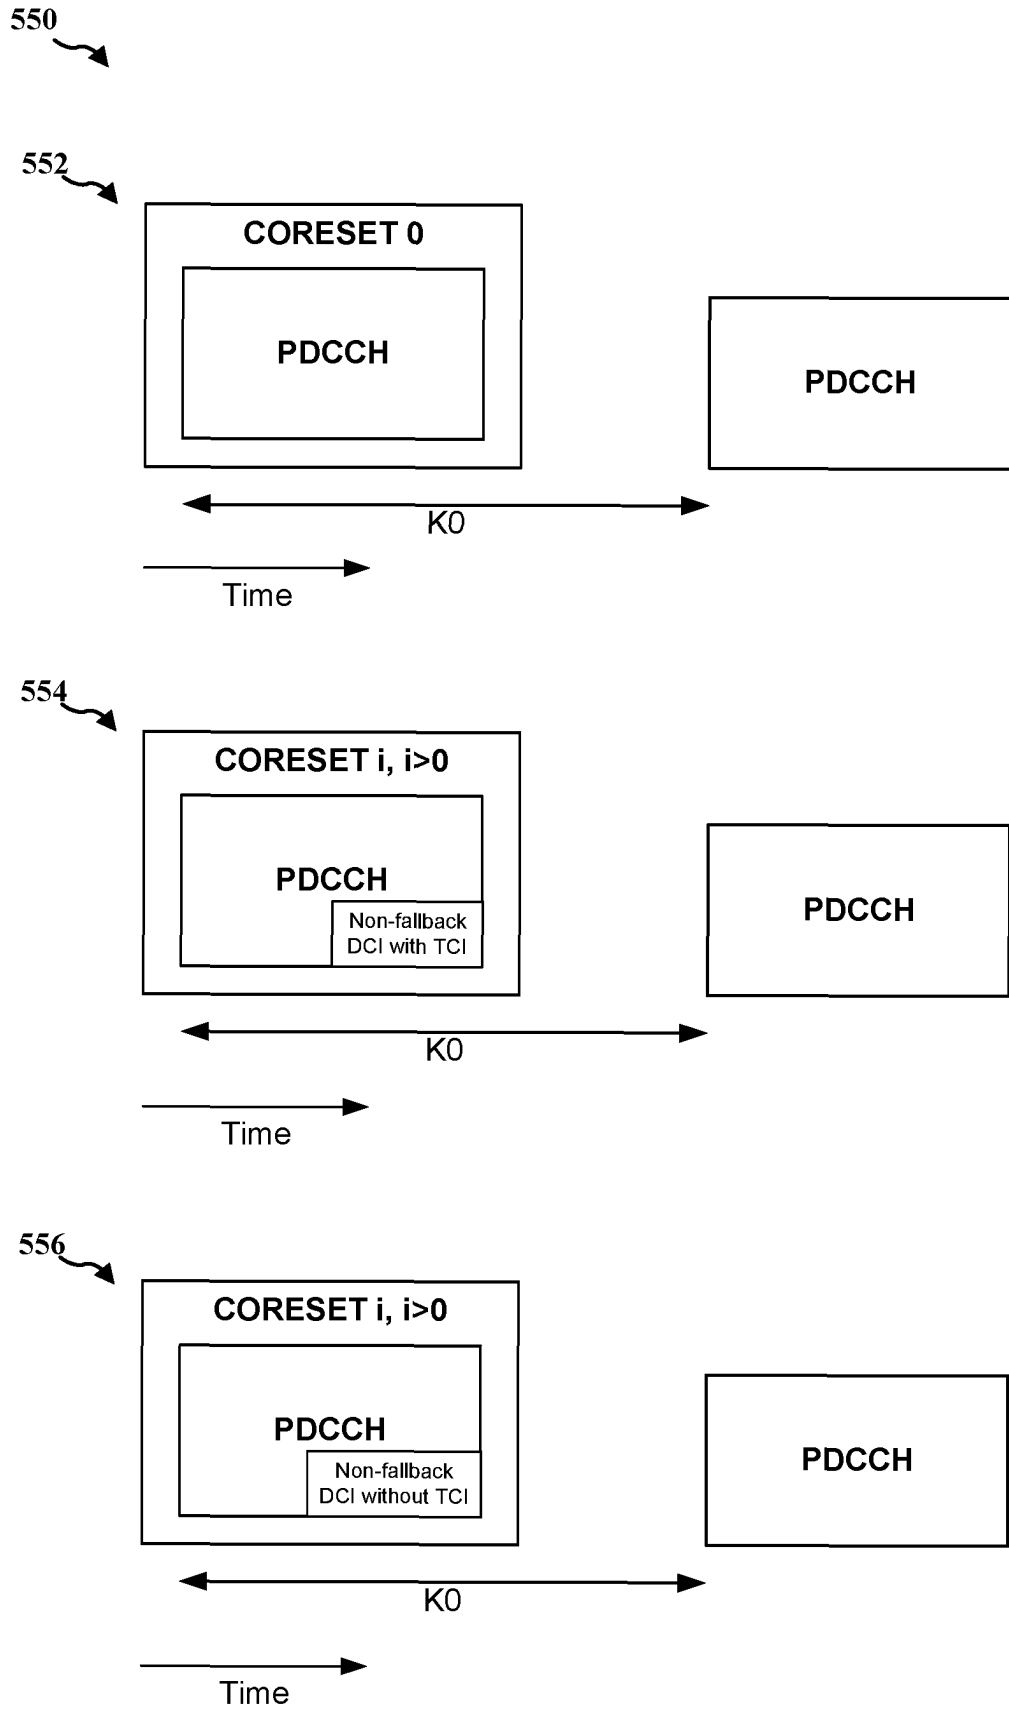 550
552
CORESET 0
PDCCH
PDCCH
K0
Time
554
CORESET i, i>0
PDCCH
Non-fallback
DCI with TCI
PDCCH
K0
Time
556
CORESET i, i>0
PDCCH
Non-fallback
DCI without TCI
PDCCH
K0
Time